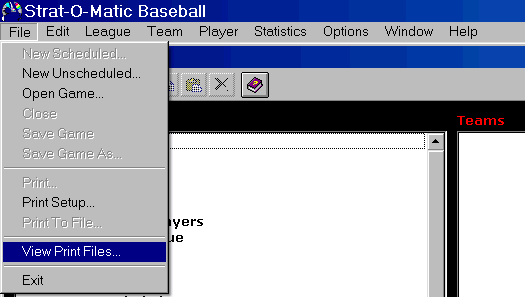 Strat-O-Matic Baseball
File Edit League Team Player Statistics Options Window Help
New Scheduled...
New Unscheduled...
Open Game...
Close
Save Game
Save Game As...
Print...
Print Setup...
Print To File...
View Print Files...
Exit
Teams
ayers
ue